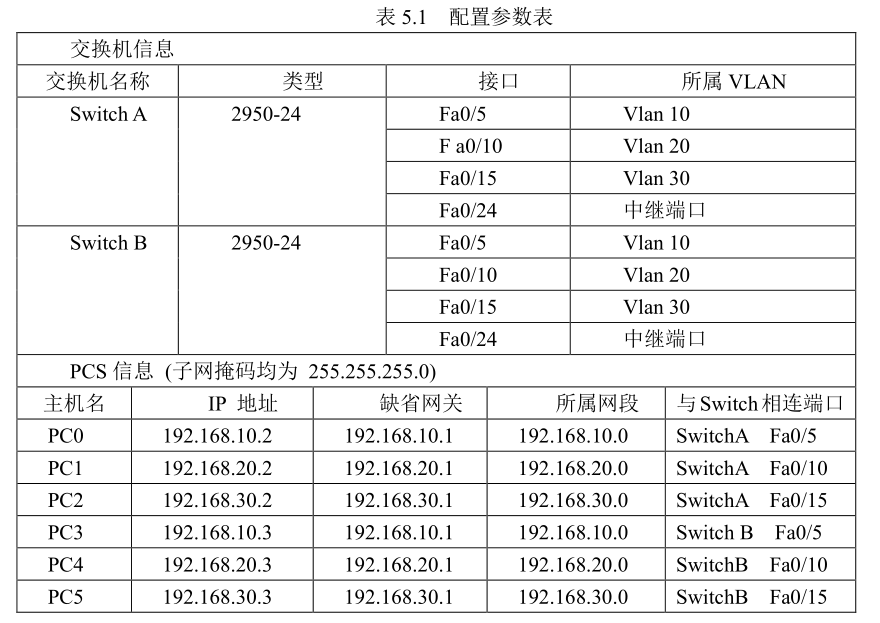 表 5.1 配置参数表
交换机信息
交换机名称 类型 接口 所属 VLAN
Switch A 2950-24 Fa0/5 Vlan 10
F a0/10 Vlan 20
Fa0/15 Vlan 30
Fa0/24 中继端口
Switch B 2950-24 Fa0/5 Vlan 10
Fa0/10 Vlan 20
Fa0/15 Vlan 30
Fa0/24 中继端口
PCS 信息 (子网掩码均为 255.255.255.0)
主机名 IP 地址 缺省网关 所属网段 与Switch相连端口
PC0 192.168.10.2 192.168.10.1 192.168.10.0 SwitchA Fa0/5
PC1 192.168.20.2 192.168.20.1 192.168.20.0 SwitchA Fa0/10
PC2 192.168.30.2 192.168.30.1 192.168.30.0 SwitchA Fa0/15
PC3 192.168.10.3 192.168.10.1 192.168.10.0 Switch B Fa0/5
PC4 192.168.20.3 192.168.20.1 192.168.20.0 SwitchB Fa0/10
PC5 192.168.30.3 192.168.30.1 192.168.30.0 SwitchB Fa0/15